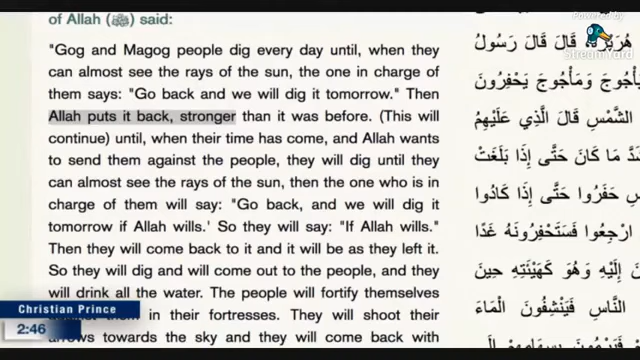 of Allah (ﷺ) said:
"Gog and Magog people dig every day until, when they
can almost see the rays of the sun, the one in charge of
them says: "Go back and we will dig it tomorrow." Then
Allah puts it back, stronger than it was before. (This will
continue) until, when their time has come, and Allah wants
to send them against the people, they will dig until they
can almost see the rays of the sun, then the one who is in
charge of them will say: "Go back, and we will dig it
tomorrow if Allah wills.' So they will say: "If Allah wills."
Then they will come back to it and it will be as they left it.
So they will dig and will come out to the people, and they
will drink all the water. The people will fortify themselves
in their fortresses. They will shoot their
arrows towards the sky and they will come back with
هُرَيْرَةَ، قَالَ قَالَ رَسُولُ
يَأْجُوجَ وَمَأْجُوجَ يَحْفِرُونَ
الشَّمْسِ قَالَ الَّذِي عَلَيْهِمُ
مَا كَانَ حَتَّى إِذَا بَلَغَتْ
حَفَرُوا حَتَّى إِذَا كَادُوا
ارْجِعُوا فَسَتَحْفِرُونَهُ غَدًا
إِلَيْهِ وَهُوَ كَهَيْئَتِهِ حِينَ
النَّاسِ فَيَنْشِفُونَ الْمَاءَ
Powered by
StreamYard
Christian Prince
2:46